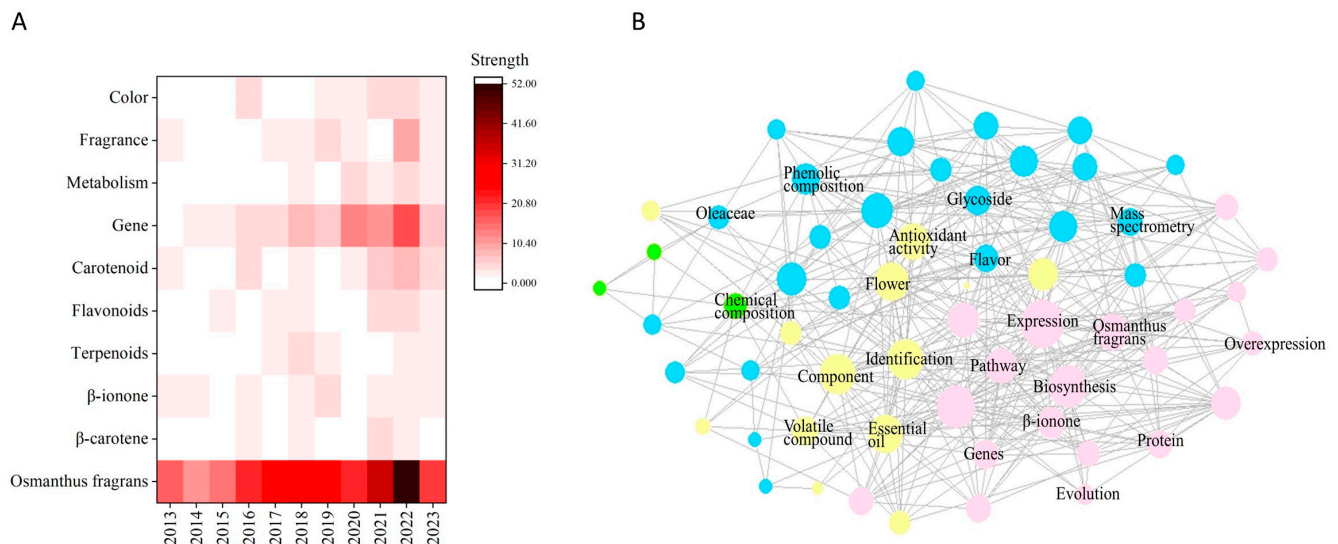 A
B
Strength
52.00
41.60
31.20
20.80
10.40
0.000
Color
Fragrance
Metabolism
Gene
Carotenoid
Flavonoids
Terpenoids
β-ionone
β-carotene
Osmanthus fragrans
2013
2014
2015
2016
2017
2018
2019
2020
2021
2022
2023
Phenolic
composition
Oleaceae
Glycoside
Mass
spectrometry
Antioxidant
activity
Flavor
Flower
Chemical
composition
Expression
Osmanthus
fragrans
Overexpression
Identification
Pathway
Component
Biosynthesis
β-ionone
Volatile
compound
Essential
oil
Protein
Genes
Evolution